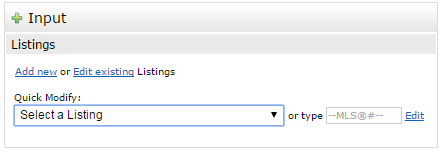 Input
Listings
Add new or Edit existing Listings
Quick Modify:
Select a Listing or type --MLS®#-- Edit